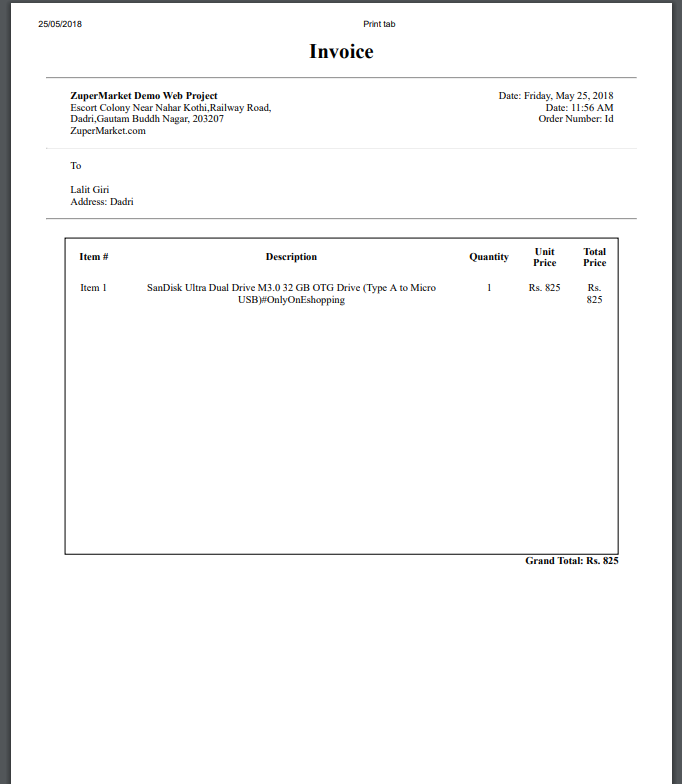 25/05/2018 Print tab
Invoice
ZuperMarket Demo Web Project
Escort Colony Near Nahar Kothi,Railway Road,
Dadri,Gautam Buddh Nagar, 203207
ZuperMarket.com
Date: Friday, May 25, 2018
Date: 11:56 AM
Order Number: Id
To
Lalit Giri
Address: Dadri
Item # Description Quantity Unit Price Total Price
Item 1 SanDisk Ultra Dual Drive M3.0 32 GB OTG Drive (Type A to Micro 1 Rs. 825 Rs.
USB)#OnlyOnEshopping 825
Grand Total: Rs. 825